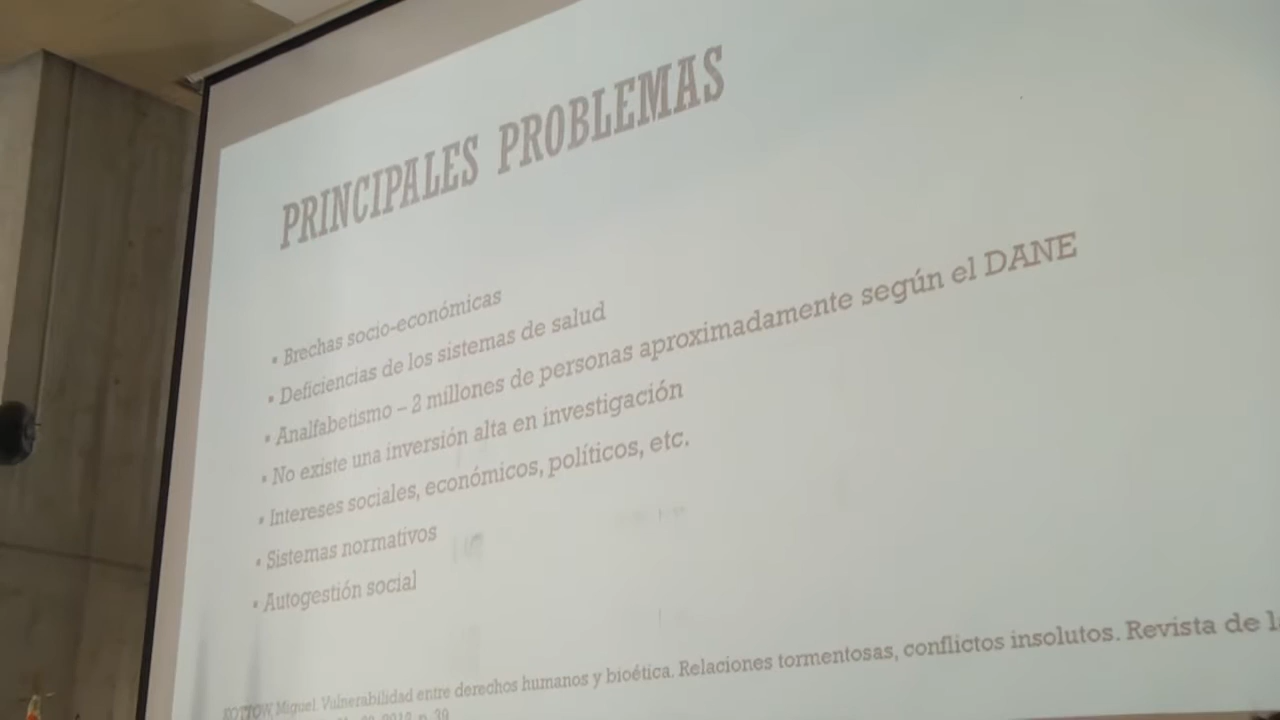 PRINCIPALES PROBLEMAS
▪ Brechas socio-económicas
▪ Deficiencias de los sistemas de salud
▪ Analfabetismo – 2 millones de personas aproximadamente según el DANE
▪ No existe una inversión alta en investigación
▪ Intereses sociales, económicos, políticos, etc.
▪ Sistemas normativos
▪ Autogestión social
KOTTOW, Miguel. Vulnerabilidad entre derechos humanos y bioética. Relaciones tormentosas, conflictos insolutos. Revista de
2012. p. 39